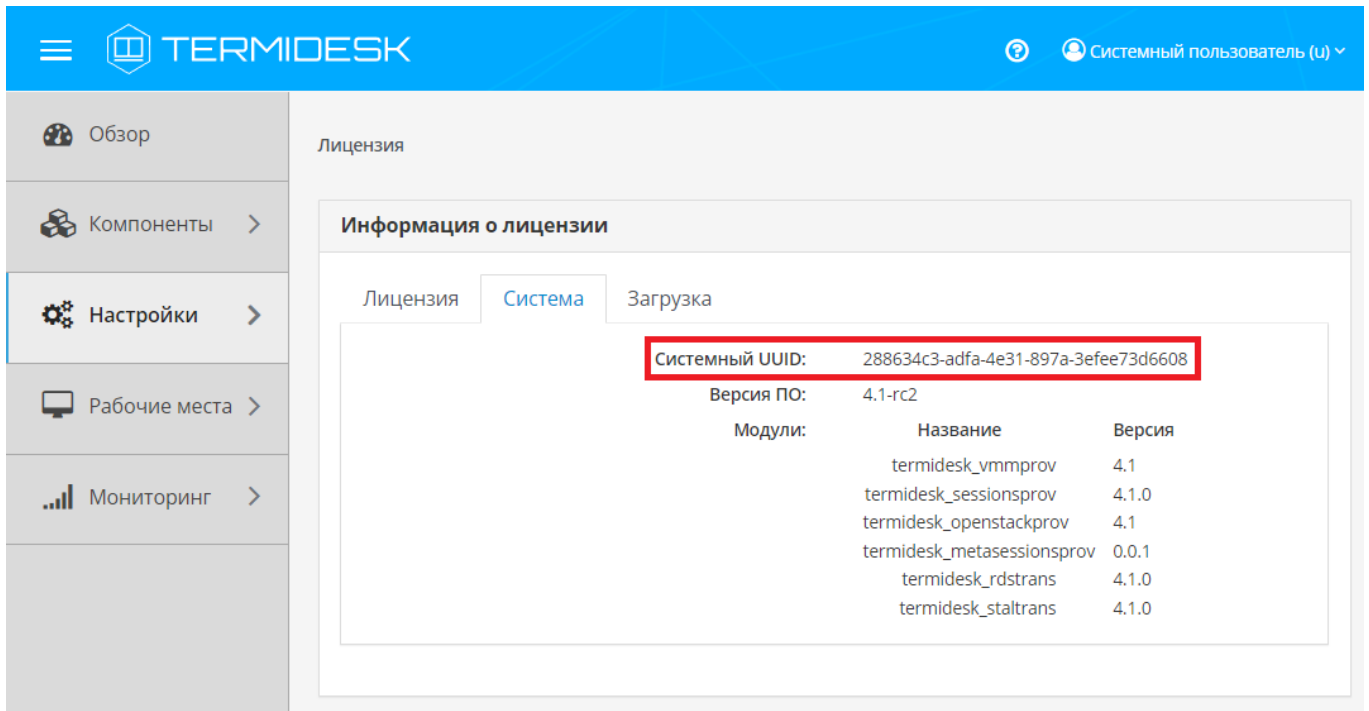 TERMIDESK
Системный пользователь (u)
Обзор
Компоненты
Настройки
Рабочие места
Мониторинг
Лицензия
Информация о лицензии
Лицензия Система Загрузка
Системный UUID: 288634c3-adfa-4e31-897a-3efee73d6608
Версия ПО: 4.1-rc2
Модули: Название Версия
termidesk_vmmprov 4.1
termidesk_sessionsprov 4.1.0
termidesk_openstackprov 4.1
termidesk_metasessionsprov 0.0.1
termidesk_rdstrans 4.1.0
termidesk_staltrans 4.1.0